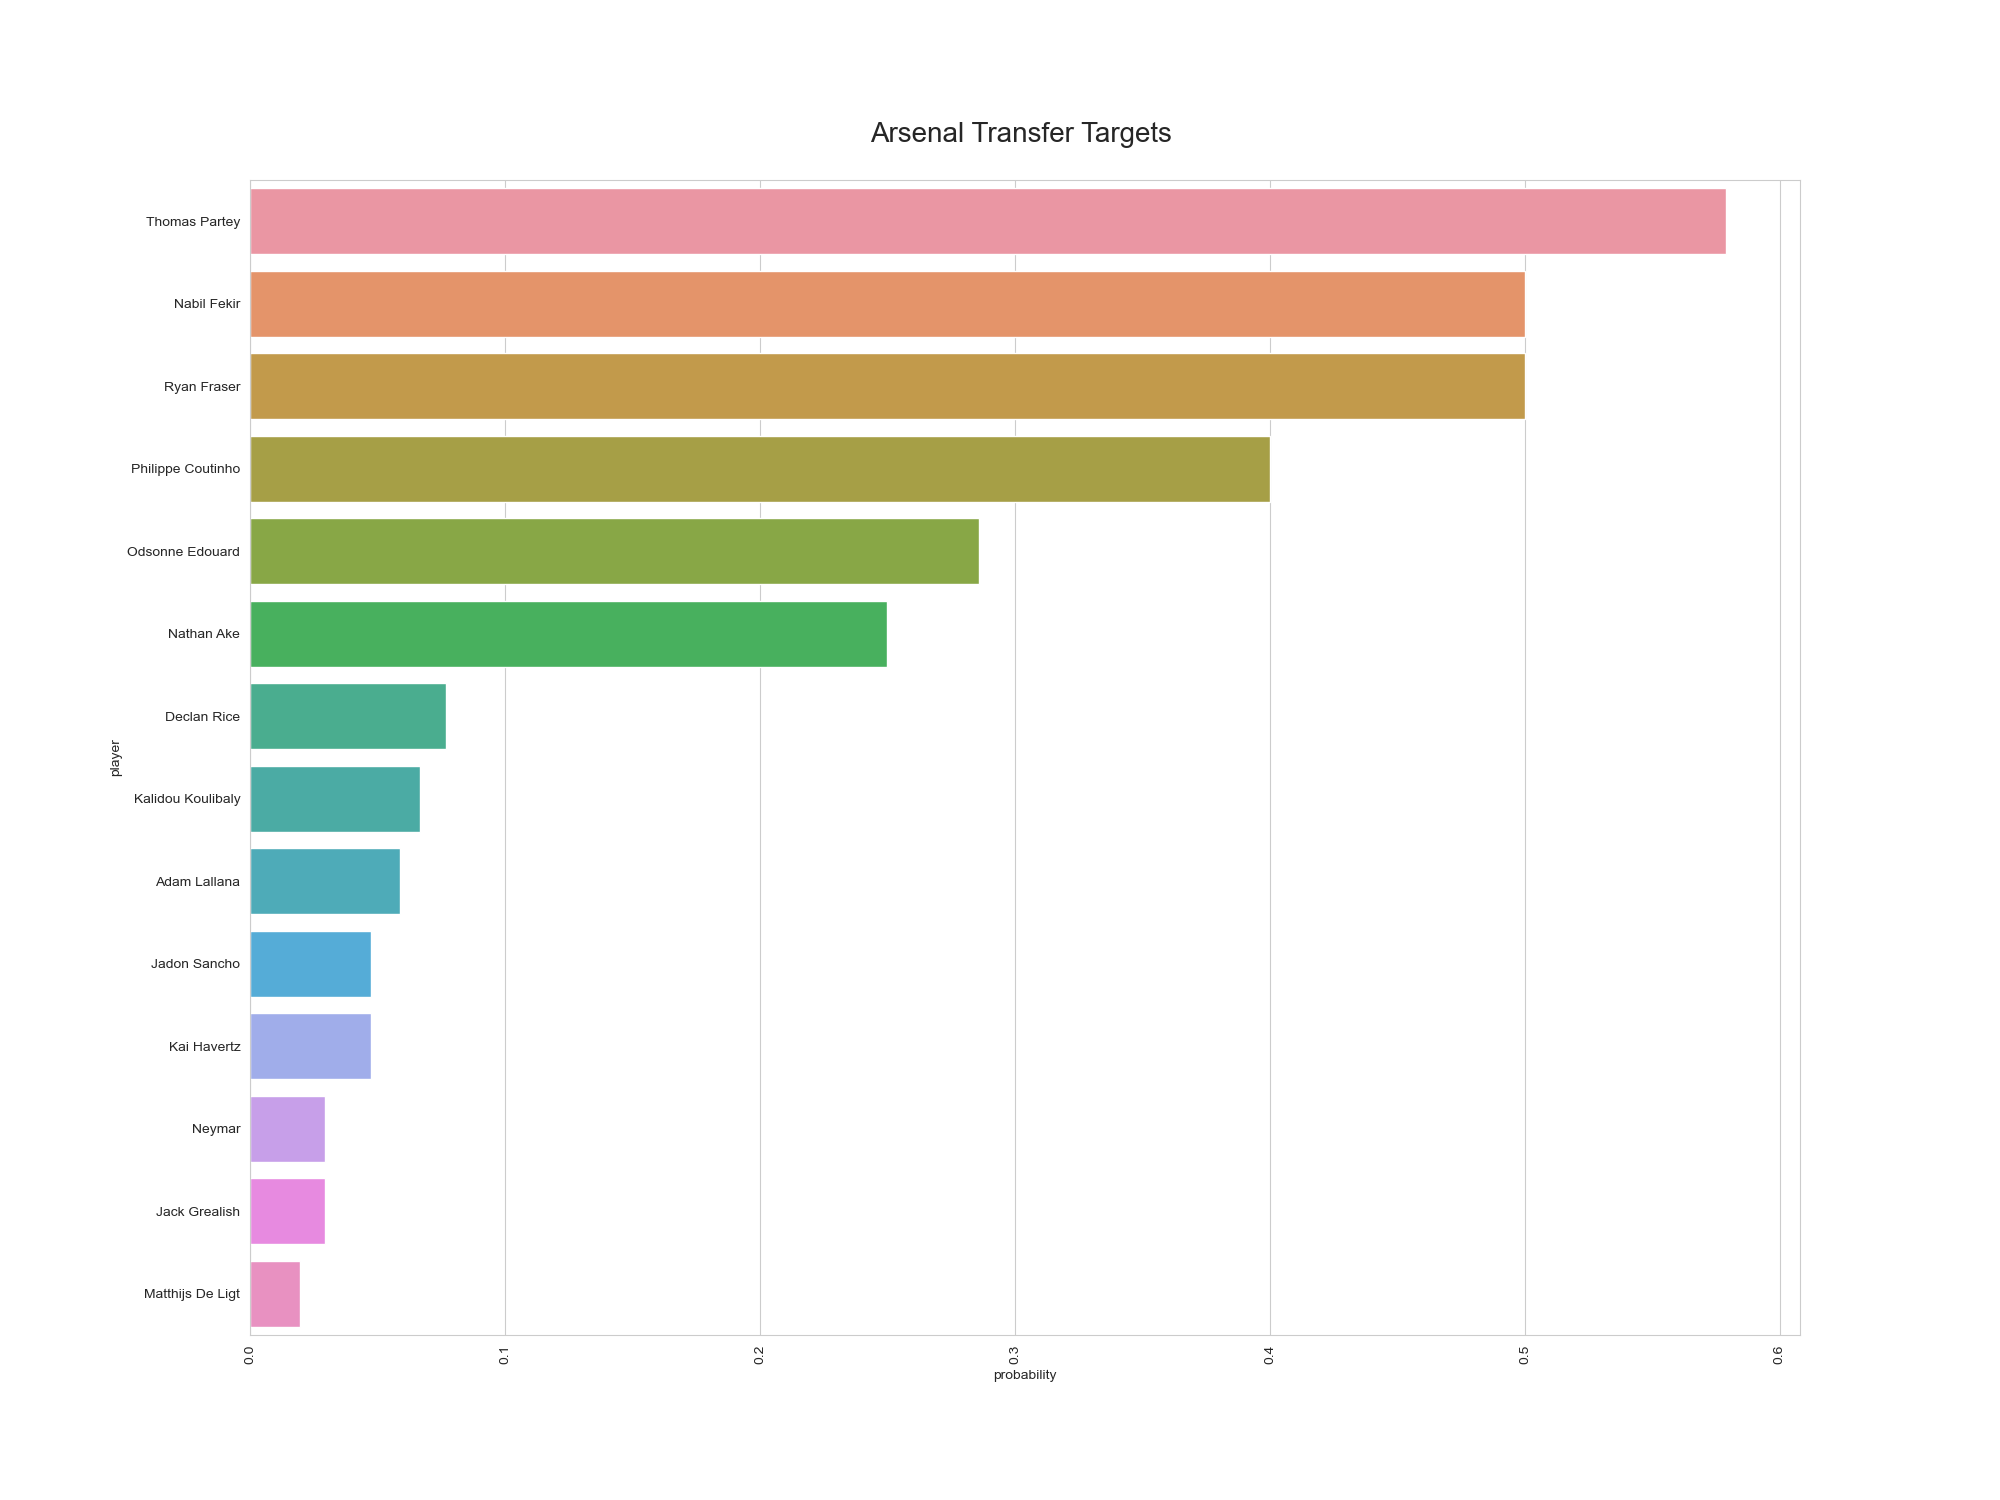 Arsenal Transfer Targets
Thomas Partey
Nabil Fekir
Ryan Fraser
Philippe Coutinho
Odsonne Edouard
Nathan Ake
Declan Rice
Kalidou Koulibaly
Adam Lallana
Jadon Sancho
Kai Havertz
Neymar
Jack Grealish
Matthijs De Ligt
player
0.0 0.1 0.2 0.3 0.4 0.5 0.6
probability